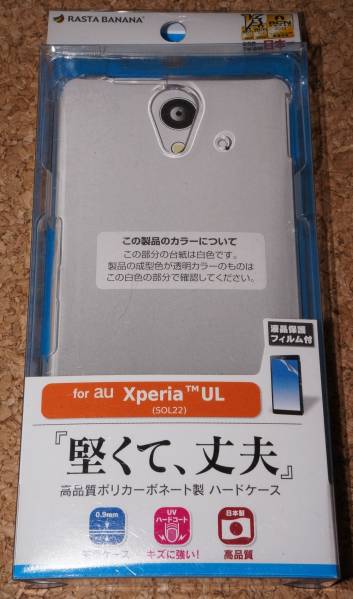 RASTA BANANA
日本
この製品のカラーについて
この部分の台紙は白色です。
製品の成型色が透明カラーのものは
この白色の部分で確認してください。
液晶保護
フィルム付
for au Xperia™ UL
(SOL22)
『堅くて、丈夫』
高品質ポリカーボネート製 ハードケース
0.9mm
UV
ハードコート
日本製
キズに強い!
高品質